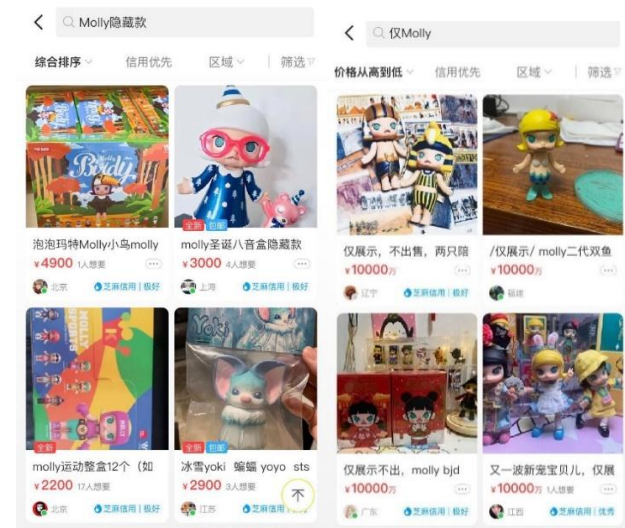 Molly隐藏款
综合排序
信用优先
区域
筛选
Molly
Birdy
泡泡玛特Molly小鸟molly
¥4900 1人想要
北京
芝麻信用|极好
全新 包邮
molly圣诞八音盒隐藏款
¥3000 4人想要
上海
芝麻信用|极好
MOLLY
SPORTS
全新
molly运动整盒12个（如
¥2200 17人想要
北京
芝麻信用|极好
Yoki
全新 包邮
冰雪yoki 蝙蝠 yoyo sts
¥2900 3人想要
江苏
芝麻信用|极好
仅Molly
价格从高到低
信用优先
区域
筛选
仅展示，不出售，两只陪
¥10000万
辽宁
芝麻信用|极好
/仅展示/ molly二代双鱼
¥10000万
福建
仅展示不出，molly bjd
¥10000万
广东
芝麻信用|极好
又一波新宠宝贝儿，仅展
¥10000万 1人想要
江西
芝麻信用|优秀